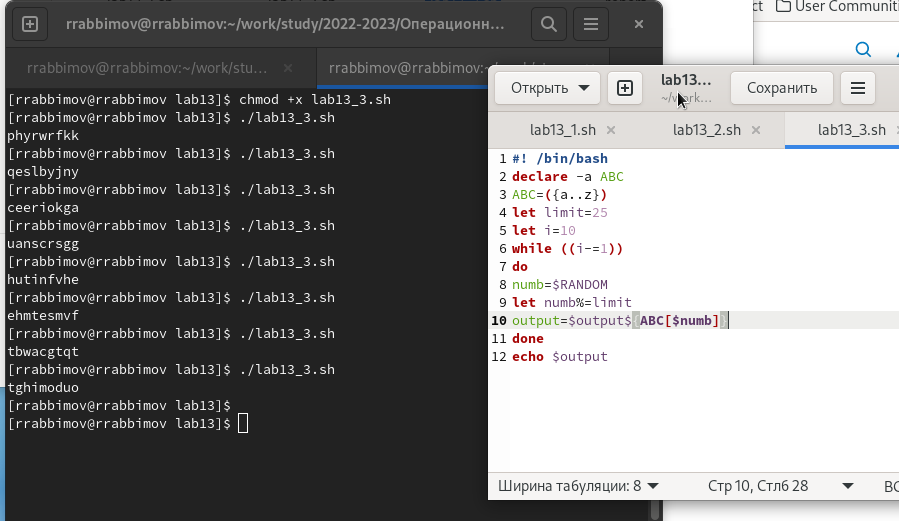 rrabbimov@rrabbimov:~/work/study/2022-2023/Операционн...
rrabbimov@rrabbimov:~/work/stu...
rrabbimov@rrabbimov:~/work/study
[rrabbimov@rrabbimov lab13]$ chmod +x lab13_3.sh
[rrabbimov@rrabbimov lab13]$ ./lab13_3.sh
phyrwrfkk
[rrabbimov@rrabbimov lab13]$ ./lab13_3.sh
qeslbyjny
[rrabbimov@rrabbimov lab13]$ ./lab13_3.sh
ceeriokga
[rrabbimov@rrabbimov lab13]$ ./lab13_3.sh
uanscrsgg
[rrabbimov@rrabbimov lab13]$ ./lab13_3.sh
hutinfvhe
[rrabbimov@rrabbimov lab13]$ ./lab13_3.sh
ehmtesmvf
[rrabbimov@rrabbimov lab13]$ ./lab13_3.sh
tbwacgtqt
[rrabbimov@rrabbimov lab13]$ ./lab13_3.sh
tghimoduo
[rrabbimov@rrabbimov lab13]$
[rrabbimov@rrabbimov lab13]$
ct User Communiti
Открыть
lab13...
~/work...
Сохранить
lab13_1.sh
lab13_2.sh
lab13_3.sh
1 #! /bin/bash
2 declare -a ABC
3 ABC=({a..z})
4 let limit=25
5 let i=10
6 while ((i-=1))
7 do
8 numb=$RANDOM
9 let numb%=limit
10 output=$output${ABC[$numb]}
11 done
12 echo $output
Ширина табуляции: 8
Стр 10, Стлб 28
ВС